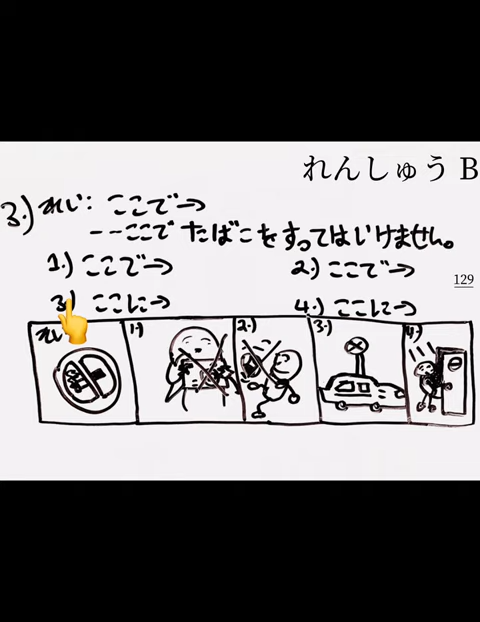 れんしゅう B
3.) れい: ここで→
--ここで たばこを すっては いけません。
1.) ここで→ 2.) ここで→
129
3.) ここに→ 4.) ここに→
れい 1.) 2.) 3.) 4.)